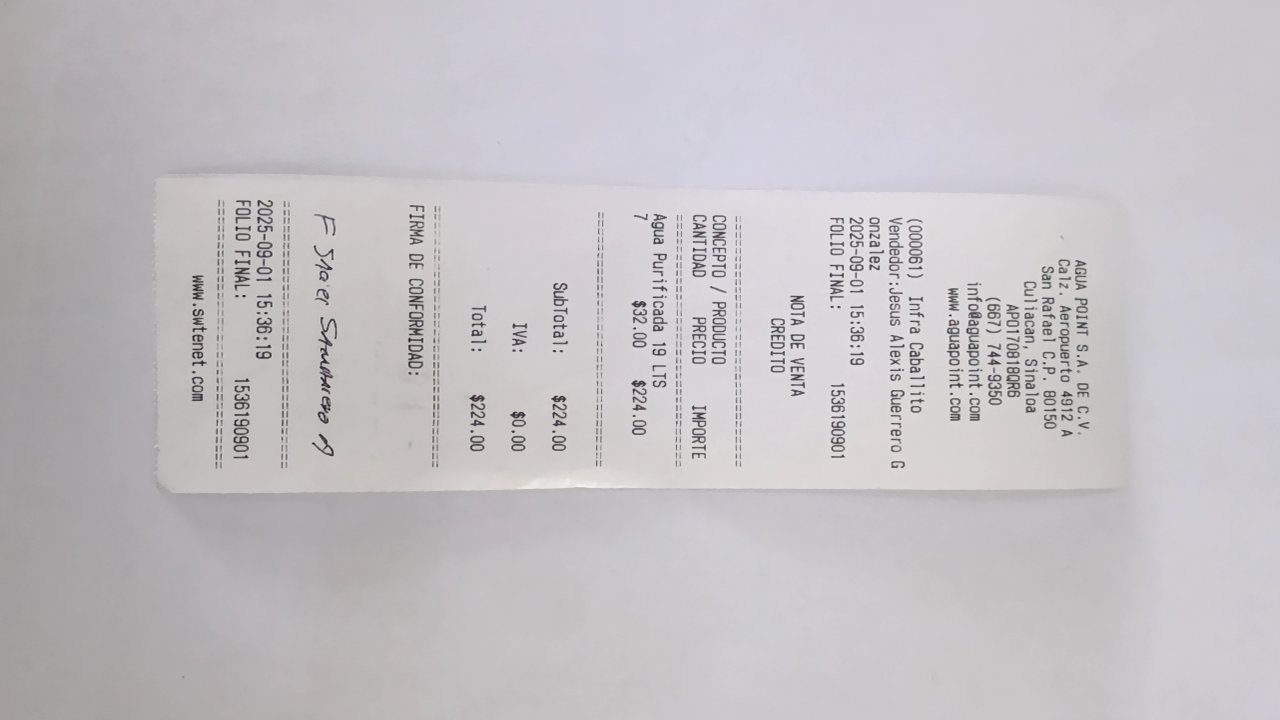 AGUA POINT S.A. DE C.V.
Calz. Aeropuerto 4912 A
San Rafael C.P. 80150
Culiacan, Sinaloa
APO170818QR6
(667) 744-9350
info@aguapoint.com
www.aguapoint.com
(000061) Infra Caballito
Vendedor:Jesus Alexis Guerrero G
onzalez
2025-09-01 15:36:19
FOLIO FINAL: 1536190901
NOTA DE VENTA
CREDITO
================================
CONCEPTO / PRODUCTO
CANTIDAD PRECIO IMPORTE
================================
Agua Purificada 19 LTS
7 $32.00 $224.00
================================
SubTotal: $224.00
IVA: $0.00
Total: $224.00
================================
FIRMA DE CONFORMIDAD:
F
================================
2025-09-01 15:36:19
FOLIO FINAL: 1536190901
================================
www.swtenet.com